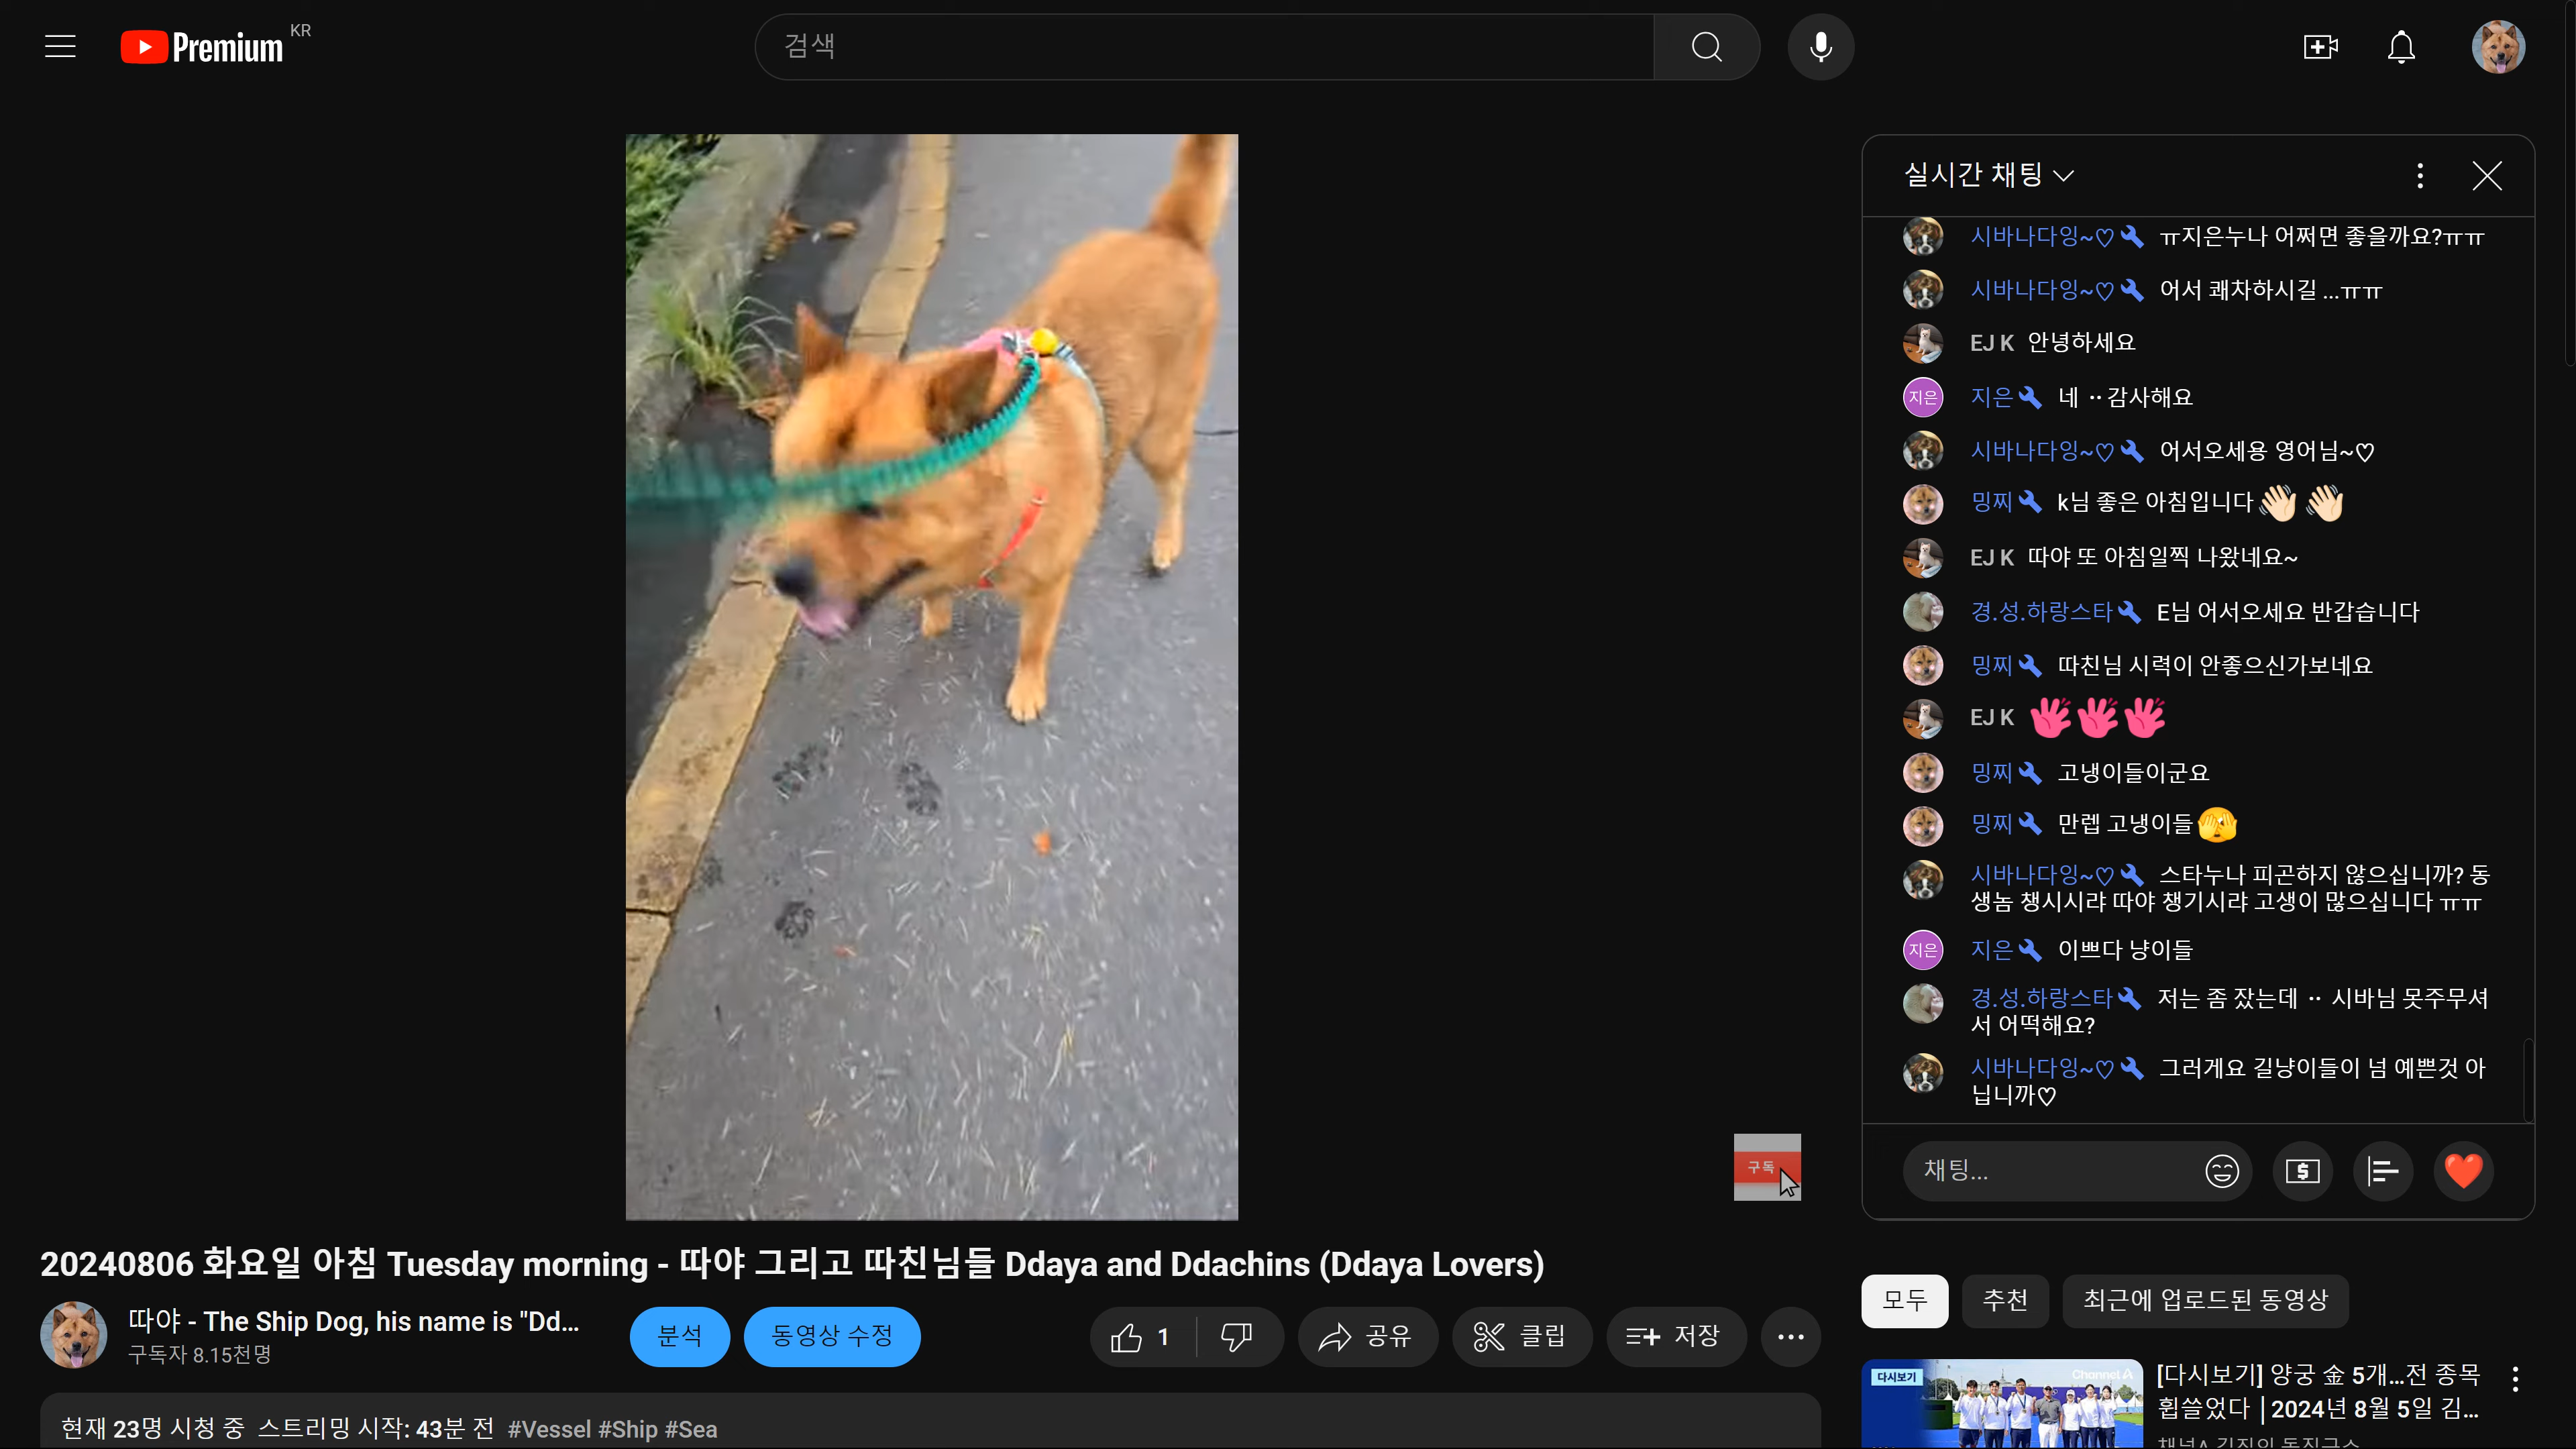 Premium KR
검색
실시간 채팅
시바나다잉~♡ ㅠ지은누나 어쩌면 좋을까요?ㅠㅠ
시바나다잉~♡ 어서 쾌차하시길 ...ㅠㅠ
EJ K 안녕하세요
지은 지은 네 ··감사해요
시바나다잉~♡ 어서오세용 영어님~♡
밍찌 k님 좋은 아침입니다👋🏻👋🏻
EJ K 따야 또 아침일찍 나왔네요~
경.성.하랑스타 E님 어서오세요 반갑습니다
밍찌 따친님 시력이 안좋으신가보네요
EJ K
밍찌 고냉이들이군요
밍찌 만렙 고냉이들🫣
시바나다잉~♡ 스타누나 피곤하지 않으십니까? 동
생놈 챙시시랴 따야 챙기시랴 고생이 많으십니다 ㅠㅠ
지은 지은 이쁘다 냥이들
경.성.하랑스타 저는 좀 잤는데 ·· 시바님 못주무셔
서 어떡해요?
시바나다잉~♡ 그러게요 길냥이들이 넘 예쁜것 아
닙니까♡
구독
채팅...
20240806 화요일 아침 Tuesday morning - 따야 그리고 따친님들 Ddaya and Ddachins (Ddaya Lovers)
따야 - The Ship Dog, his name is "Dd...
구독자 8.15천명
분석 동영상 수정 1 공유 클립 저장
현재 23명 시청 중 스트리밍 시작: 43분 전 #Vessel #Ship #Sea
모두 추천 최근에 업로드된 동영상
다시보기 Channel A
[다시보기] 양궁 金 5개...전 종목
휩쓸었다 | 2024년 8월 5일 김...